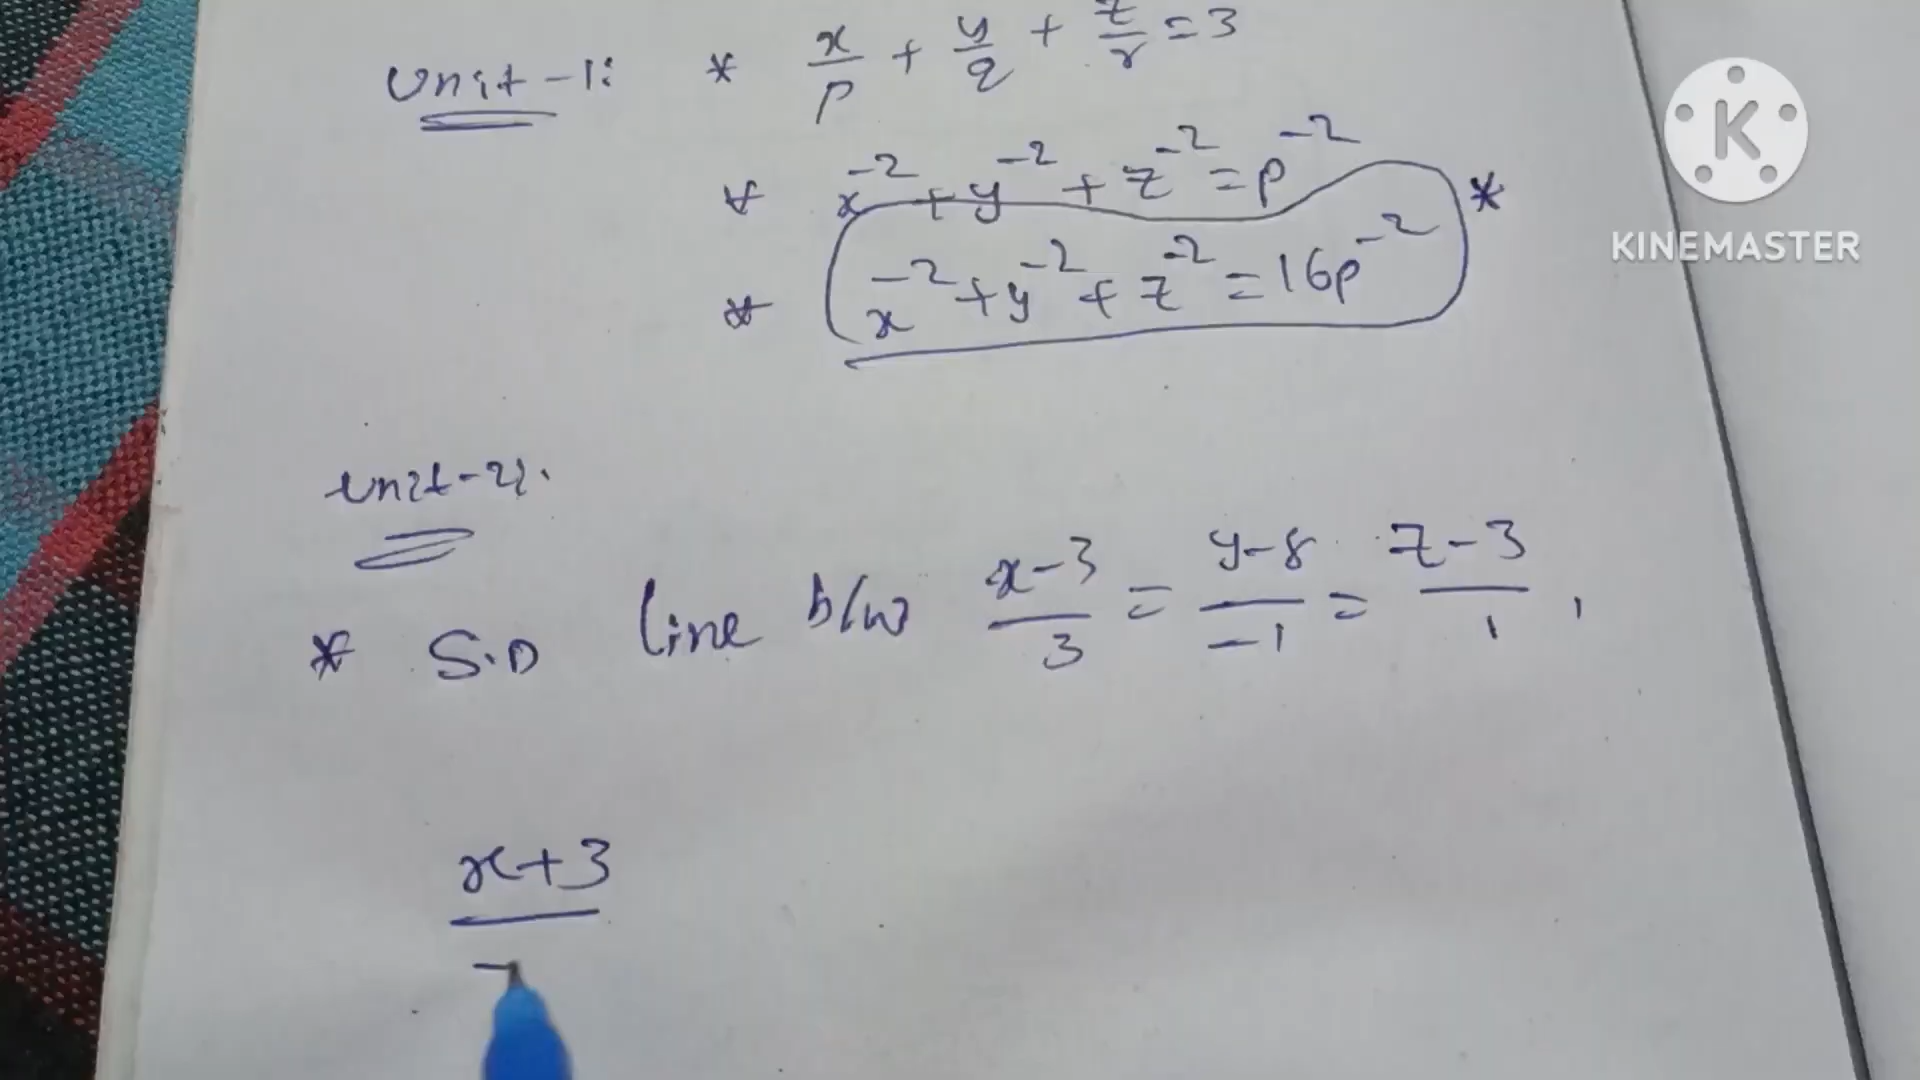 Unit-1: * x/p + y/q + z/r = 3
* x^-2 + y^-2 + z^-2 = p^-2
* x^-2 + y^-2 + z^-2 = 16p^-2 *
K
KINEMASTER
Unit-2:
* S.D line b/w x-3/3 = y-8/-1 = z-3/1 ,
x+3/-